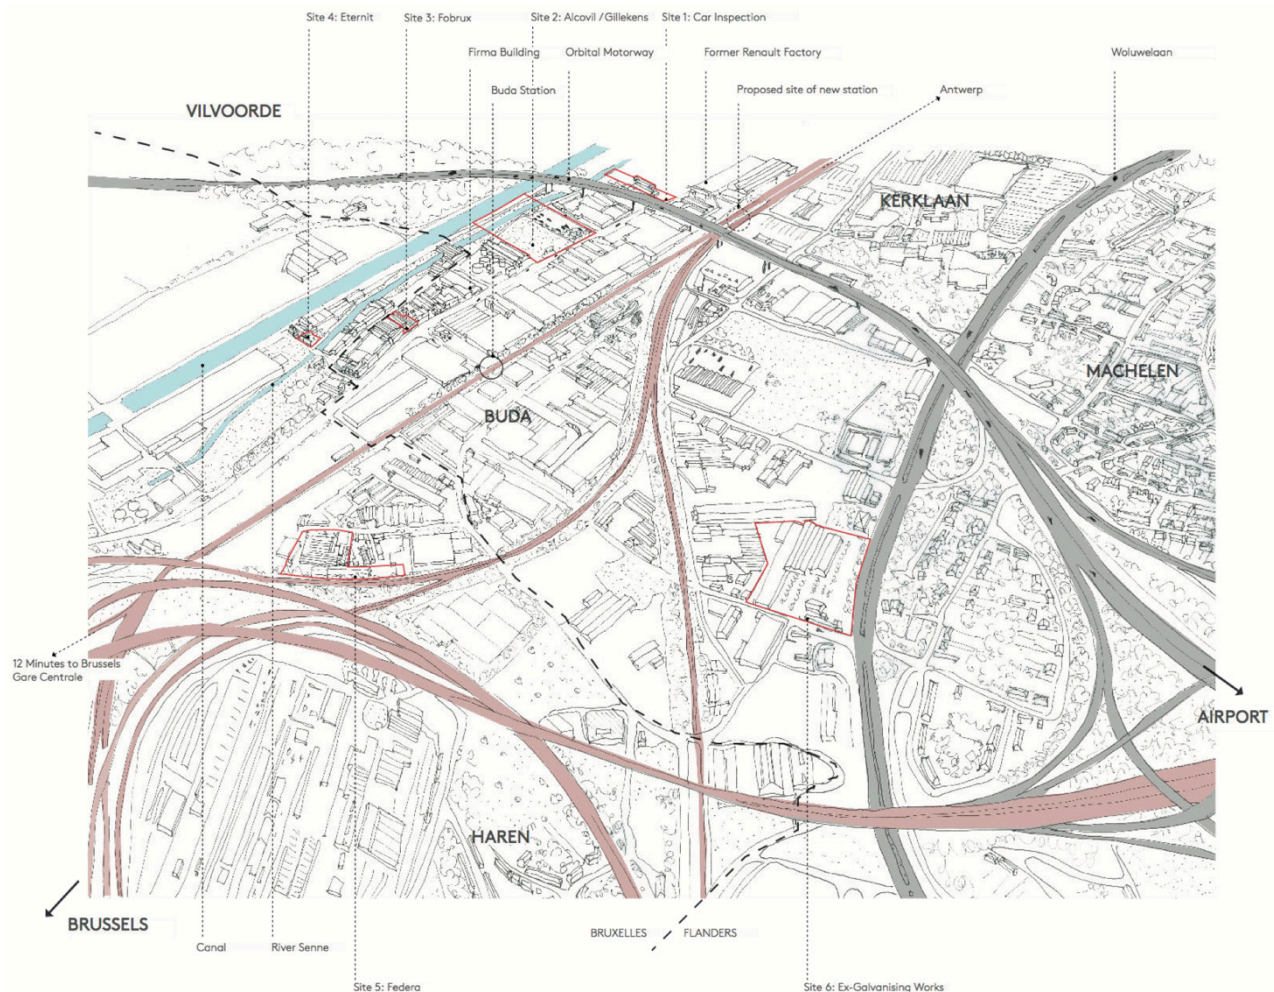 Site 4: Eternit
Site 3: Fobrux
Site 2: Alcovil / Gillekens
Site 1: Car Inspection
Firma Building
Orbital Motorway
Former Renault Factory
Woluwelaan
Buda Station
Proposed site of new station
Antwerp
VILVOORDE
KERKLAAN
MACHELEN
BUDA
12 Minutes to Brussels
Gare Centrale
AIRPORT
HAREN
BRUSSELS
Canal
River Senne
BRUXELLES
FLANDERS
Site 5: Federa
Site 6: Ex-Galvanising Works